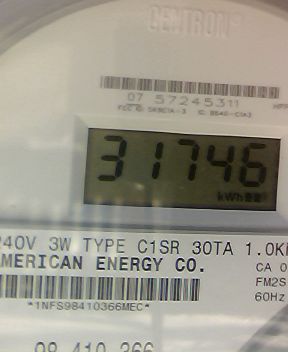 CENTRON®
07 57245311
31746
kWh
240V 3W TYPE C1SR 30TA 1.0K
AMERICAN ENERGY CO.
CA 0
FM2S
60Hz
*1NFS98410366MEC*
98 410 366